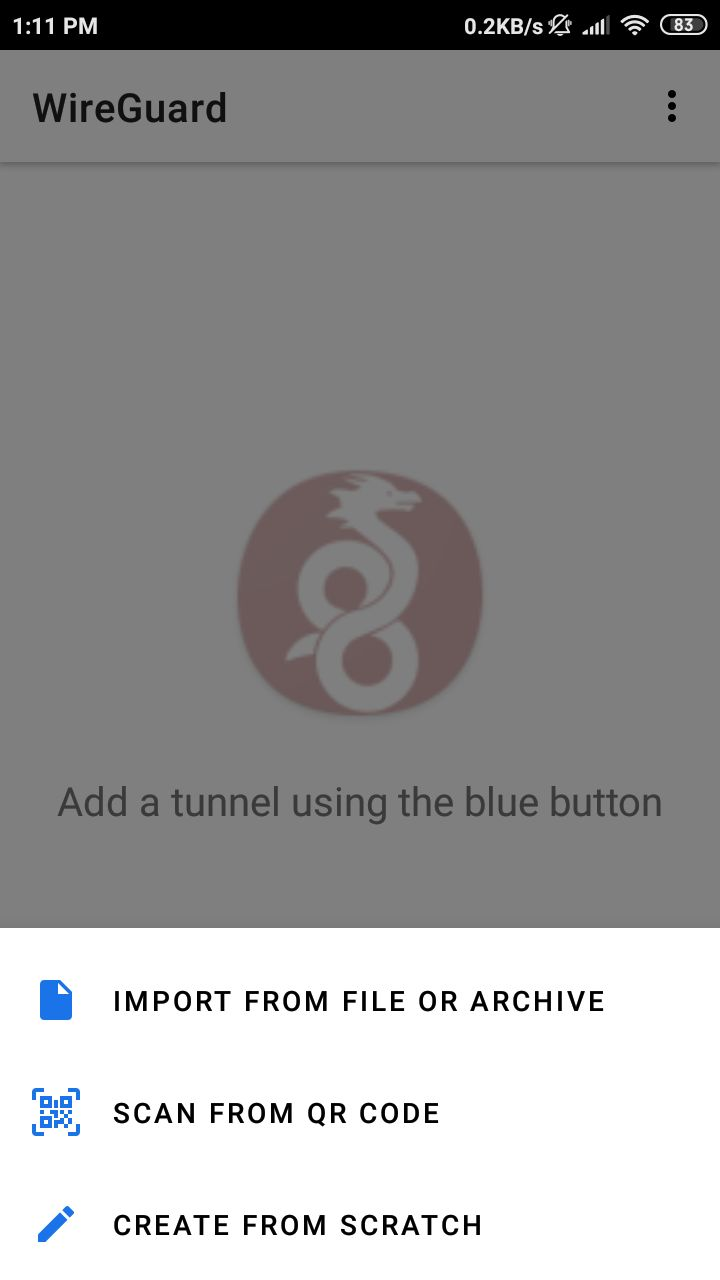 1:11 PM 0.2KB/s 83
WireGuard
Add a tunnel using the blue button
IMPORT FROM FILE OR ARCHIVE
SCAN FROM QR CODE
CREATE FROM SCRATCH